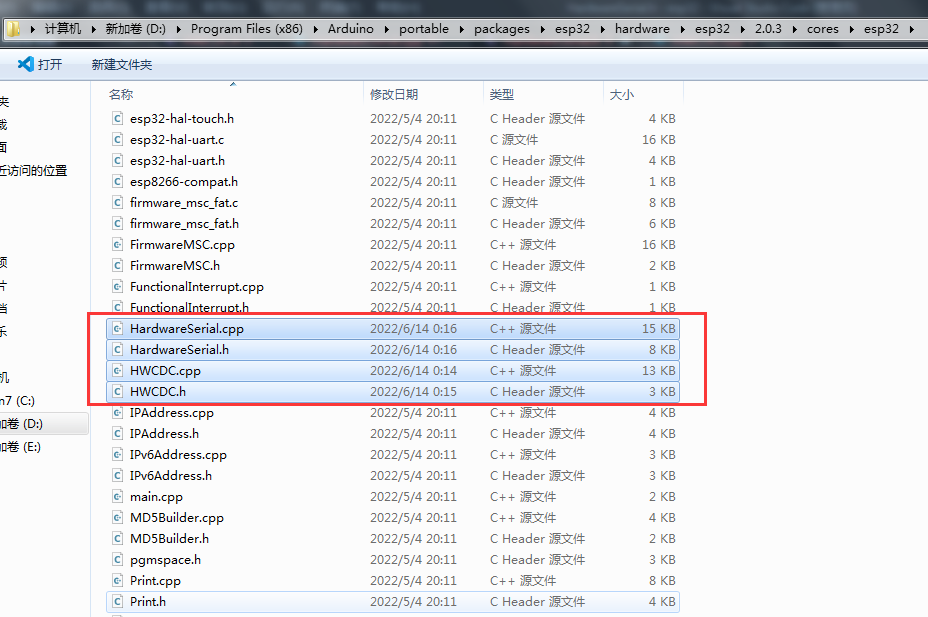 计算机 新加卷 (D:) Program Files (x86) Arduino portable packages esp32 hardware esp32 2.0.3 cores esp32
打开 新建文件夹
名称 修改日期 类型 大小
esp32-hal-touch.h 2022/5/4 20:11 C Header 源文件 4 KB
esp32-hal-uart.c 2022/5/4 20:11 C 源文件 16 KB
esp32-hal-uart.h 2022/5/4 20:11 C Header 源文件 4 KB
近访问的位置
esp8266-compat.h 2022/5/4 20:11 C Header 源文件 1 KB
firmware_msc_fat.c 2022/5/4 20:11 C 源文件 8 KB
firmware_msc_fat.h 2022/5/4 20:11 C Header 源文件 6 KB
FirmwareMSC.cpp 2022/5/4 20:11 C++ 源文件 16 KB
FirmwareMSC.h 2022/5/4 20:11 C Header 源文件 2 KB
FunctionalInterrupt.cpp 2022/5/4 20:11 C++ 源文件 1 KB
FunctionalInterrupt.h 2022/5/4 20:11 C Header 源文件 1 KB
HardwareSerial.cpp 2022/6/14 0:16 C++ 源文件 15 KB
HardwareSerial.h 2022/6/14 0:16 C Header 源文件 8 KB
HWCDC.cpp 2022/6/14 0:14 C++ 源文件 13 KB
机
HWCDC.h 2022/6/14 0:15 C Header 源文件 3 KB
n7 (C:)
IPAddress.cpp 2022/5/4 20:11 C++ 源文件 4 KB
加卷 (D:)
IPAddress.h 2022/5/4 20:11 C Header 源文件 4 KB
加卷 (E:)
IPv6Address.cpp 2022/5/4 20:11 C++ 源文件 3 KB
IPv6Address.h 2022/5/4 20:11 C Header 源文件 3 KB
main.cpp 2022/5/4 20:11 C++ 源文件 2 KB
MD5Builder.cpp 2022/5/4 20:11 C++ 源文件 4 KB
MD5Builder.h 2022/5/4 20:11 C Header 源文件 2 KB
pgmspace.h 2022/5/4 20:11 C Header 源文件 3 KB
Print.cpp 2022/5/4 20:11 C++ 源文件 8 KB
Print.h 2022/5/4 20:11 C Header 源文件 4 KB